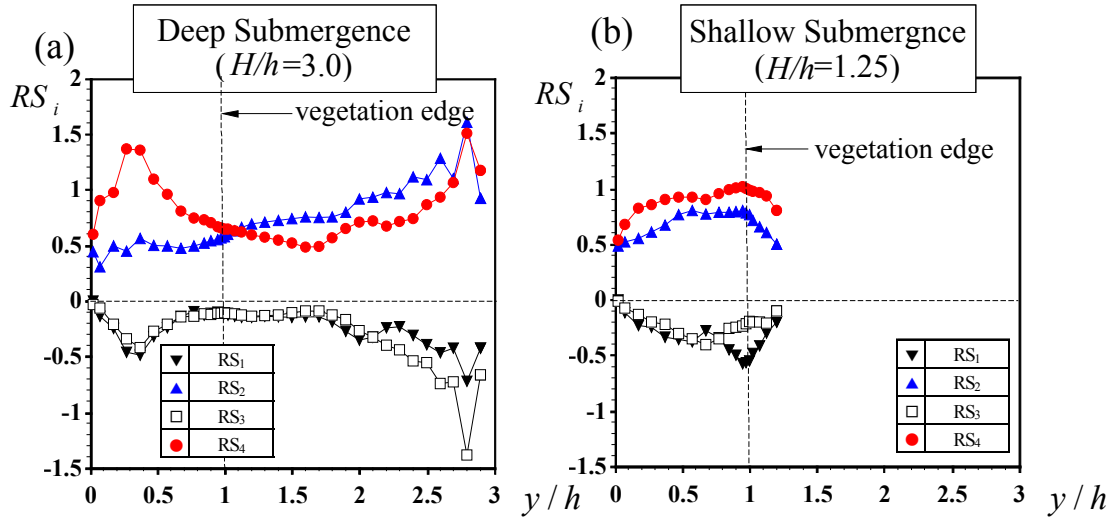 (a)
Deep Submergence
(H/h=3.0)
RS i
vegetation edge
2
1.5
1
0.5
0
-0.5
-1
-1.5
RS1
RS2
RS3
RS4
0
0.5
1
1.5
2
2.5
3
y/h
(b)
Shallow Submergnce
(H/h=1.25)
RS i
vegetation edge
2
1.5
1
0.5
0
-0.5
-1
-1.5
RS1
RS2
RS3
RS4
0
0.5
1
1.5
2
2.5
3
y/h